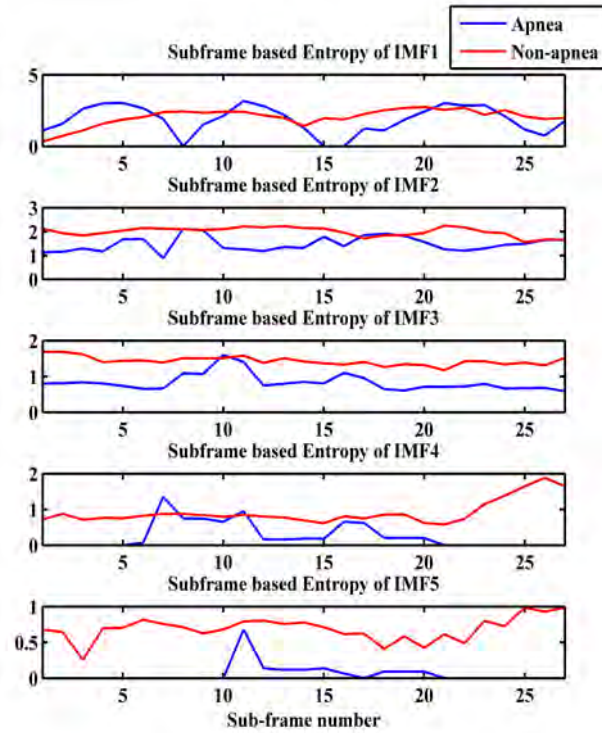 Apnea
Non-apnea
Subframe based Entropy of IMF1
5
0
5 10 15 20 25
Subframe based Entropy of IMF2
3
2
1
0
5 10 15 20 25
Subframe based Entropy of IMF3
2
1
0
5 10 15 20 25
Subframe based Entropy of IMF4
2
1
0
5 10 15 20 25
Subframe based Entropy of IMF5
1
0.5
0
5 10 15 20 25
Sub-frame number